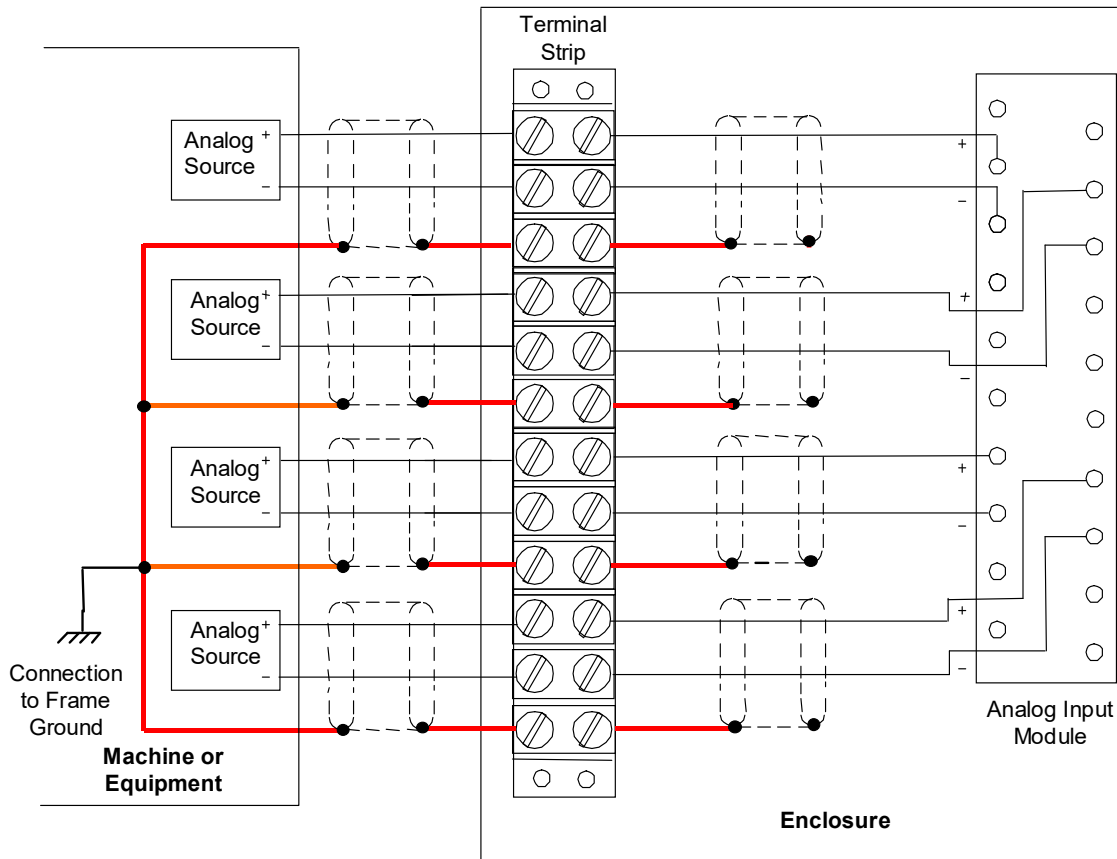 Terminal
Strip
Analog
Source
+
–
+
–
Analog
Source
+
–
+
–
Analog
Source
+
–
+
–
Analog
Source
+
–
+
–
Connection
to Frame
Ground
Machine or
Equipment
Analog Input
Module
Enclosure